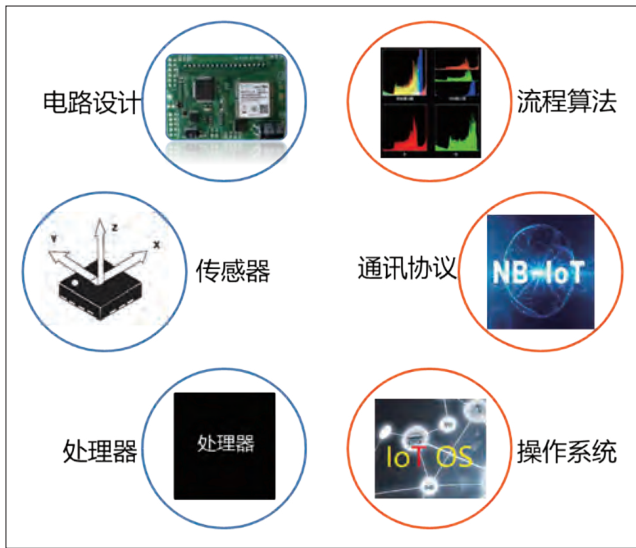 电路设计
流程算法
Z
Y
X
传感器
通讯协议
NB-IoT
处理器
处理器
IoT OS
操作系统